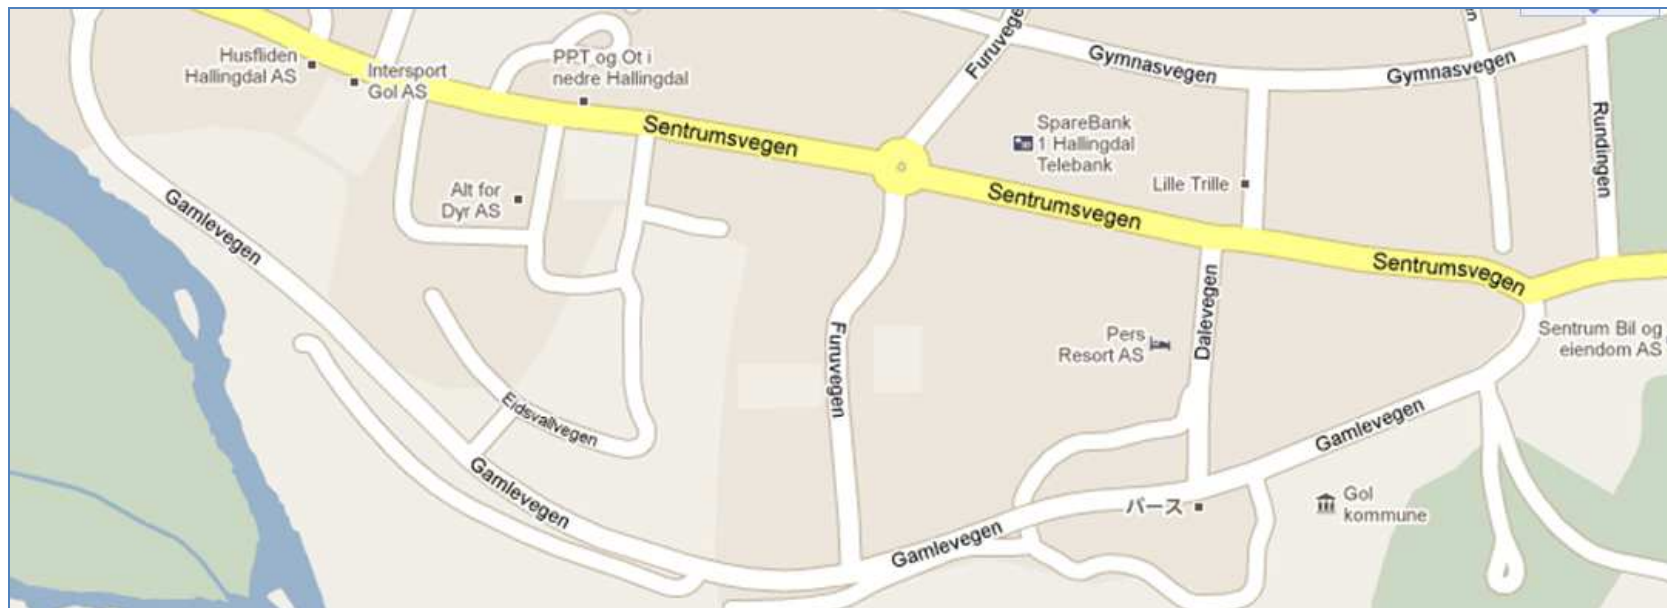 Husfliden
Hallingdal AS
Intersport
Gol AS
PPT og Ot i
nedre Hallingdal
Furuvegen
Gymnasvegen
Gymnasvegen
n
Rundingen
Sentrumsvegen
SpareBank
1 Hallingdal
Telebank
Lille Trille
Alt for
Dyr AS
Sentrumsvegen
Gamlevegen
Sentrumsvegen
Dalevegen
Furuvegen
Pers
Resort AS
Sentrum Bil og
eiendom AS
Eidsvallvegen
Gamlevegen
Gamlevegen
Gamlevegen
パース
Gol
kommune